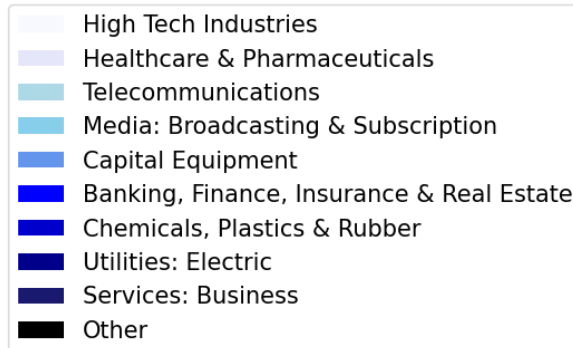 High Tech Industries
Healthcare & Pharmaceuticals
Telecommunications
Media: Broadcasting & Subscription
Capital Equipment
Banking, Finance, Insurance & Real Estate
Chemicals, Plastics & Rubber
Utilities: Electric
Services: Business
Other